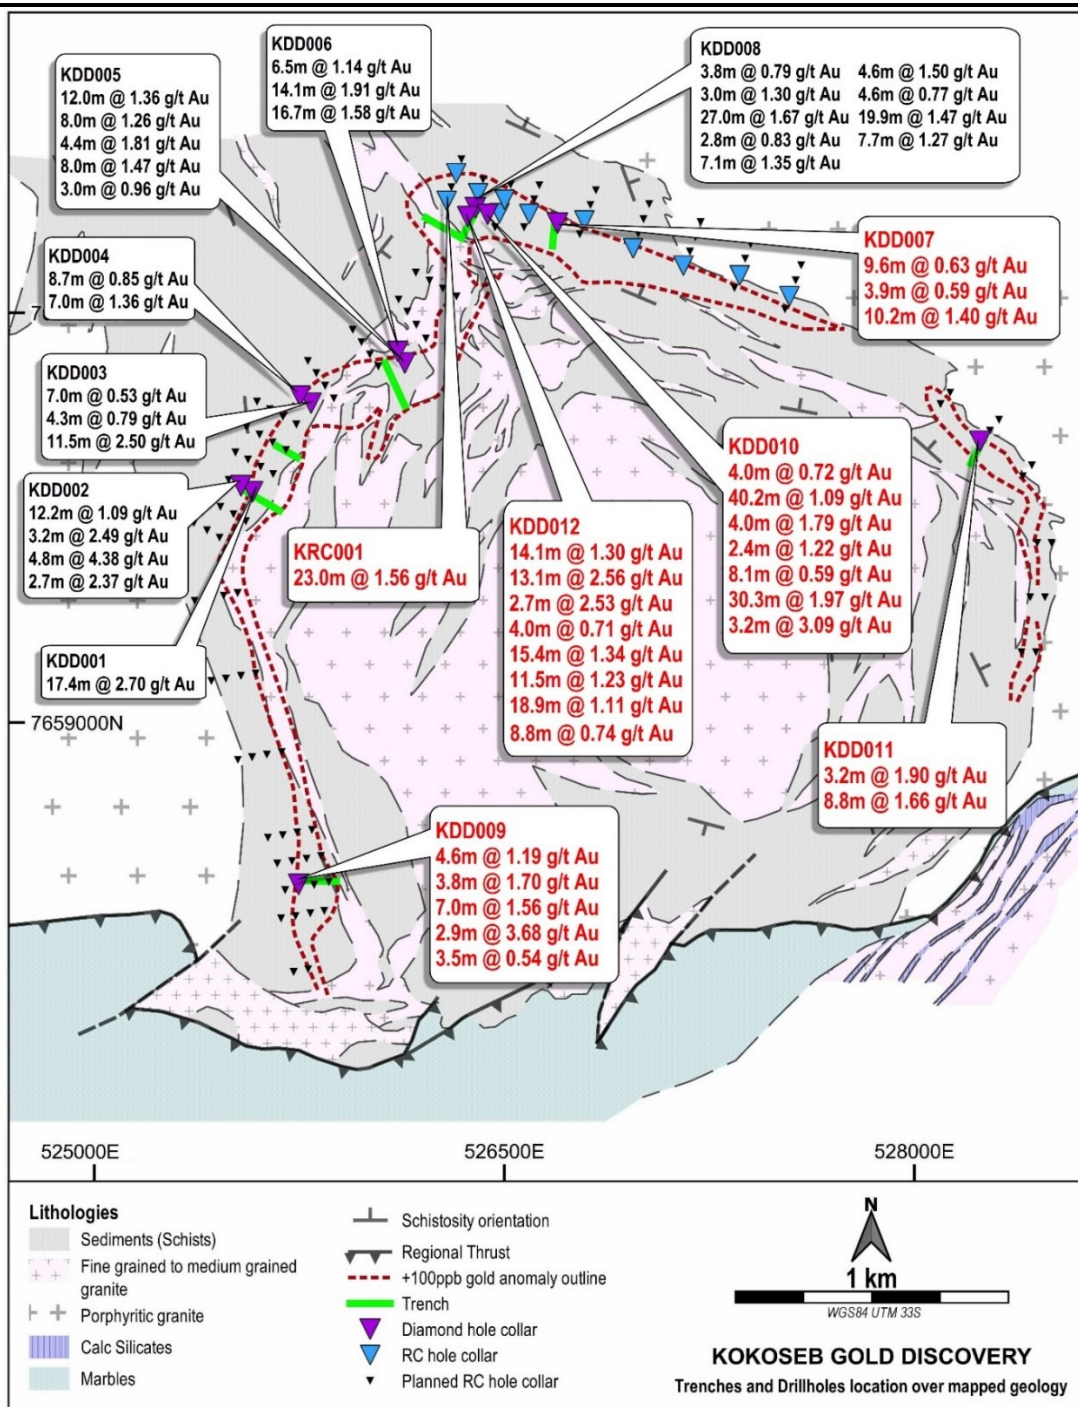 KDD006
6.5m @ 1.14 g/t Au
14.1m @ 1.91 g/t Au
16.7m @ 1.58 g/t Au
KDD008
3.8m @ 0.79 g/t Au 4.6m @ 1.50 g/t Au
3.0m @ 1.30 g/t Au 4.6m @ 0.77 g/t Au
27.0m @ 1.67 g/t Au 19.9m @ 1.47 g/t Au
2.8m @ 0.83 g/t Au 7.7m @ 1.27 g/t Au
7.1m @ 1.35 g/t Au
KDD005
12.0m @ 1.36 g/t Au
8.0m @ 1.26 g/t Au
4.4m @ 1.81 g/t Au
8.0m @ 1.47 g/t Au
3.0m @ 0.96 g/t Au
KDD007
9.6m @ 0.63 g/t Au
3.9m @ 0.59 g/t Au
10.2m @ 1.40 g/t Au
KDD004
8.7m @ 0.85 g/t Au
7.0m @ 1.36 g/t Au
KDD003
7.0m @ 0.53 g/t Au
4.3m @ 0.79 g/t Au
11.5m @ 2.50 g/t Au
KDD010
4.0m @ 0.72 g/t Au
40.2m @ 1.09 g/t Au
4.0m @ 1.79 g/t Au
2.4m @ 1.22 g/t Au
8.1m @ 0.59 g/t Au
30.3m @ 1.97 g/t Au
3.2m @ 3.09 g/t Au
KDD002
12.2m @ 1.09 g/t Au
3.2m @ 2.49 g/t Au
4.8m @ 4.38 g/t Au
2.7m @ 2.37 g/t Au
KRC001
23.0m @ 1.56 g/t Au
KDD012
14.1m @ 1.30 g/t Au
13.1m @ 2.56 g/t Au
2.7m @ 2.53 g/t Au
4.0m @ 0.71 g/t Au
15.4m @ 1.34 g/t Au
11.5m @ 1.23 g/t Au
18.9m @ 1.11 g/t Au
8.8m @ 0.74 g/t Au
KDD001
17.4m @ 2.70 g/t Au
7659000N
KDD011
3.2m @ 1.90 g/t Au
8.8m @ 1.66 g/t Au
KDD009
4.6m @ 1.19 g/t Au
3.8m @ 1.70 g/t Au
7.0m @ 1.56 g/t Au
2.9m @ 3.68 g/t Au
3.5m @ 0.54 g/t Au
525000E 526500E 528000E
Lithologies
Sediments (Schists)
Fine grained to medium grained
granite
Porphyritic granite
Calc Silicates
Marbles
Schistosity orientation
Regional Thrust
+100ppb gold anomaly outline
Trench
Diamond hole collar
RC hole collar
Planned RC hole collar
N
1 km
WGS84 UTM 33S
KOKOSEB GOLD DISCOVERY
Trenches and Drillholes location over mapped geology